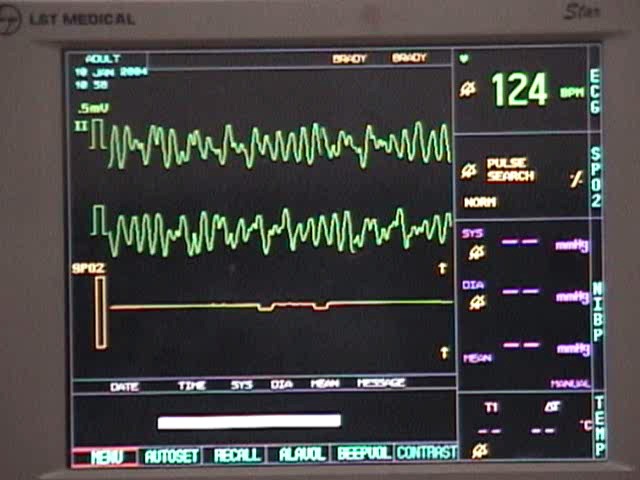 L&T MEDICAL
Star
ADULT
BRADY BRADY
10 JAN 2004
10 58
.5mV
II
124 BPM
ECG
PULSE
SEARCH
%
NORM
SPO2
SPO2
SYS -- mmHg
DIA -- mmHg
MEAN -- mmHg
MANUAL
NIBP
DATE TIME SYS DIA MEAN MESSAGE
T1 ΔT
-- -- °C
TEMP
MENU AUTOSET RECALL ALAVOL BEEPVOL CONTRAST